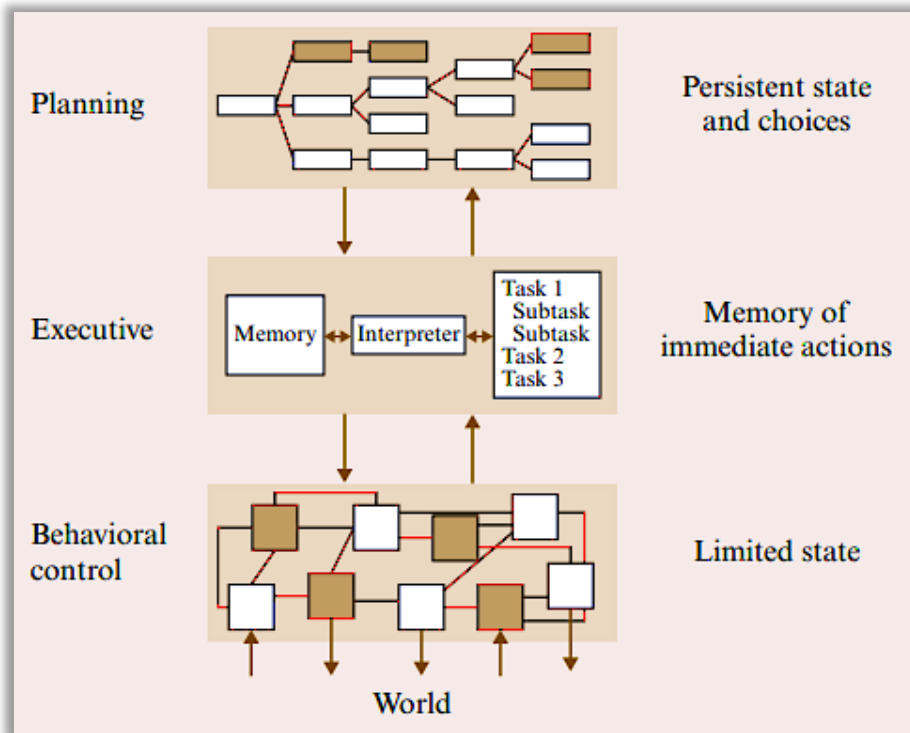 Planning
Persistent state
and choices
Executive
Memory
Interpreter
Task 1
Subtask
Subtask
Task 2
Task 3
Memory of
immediate actions
Behavioral
control
Limited state
World